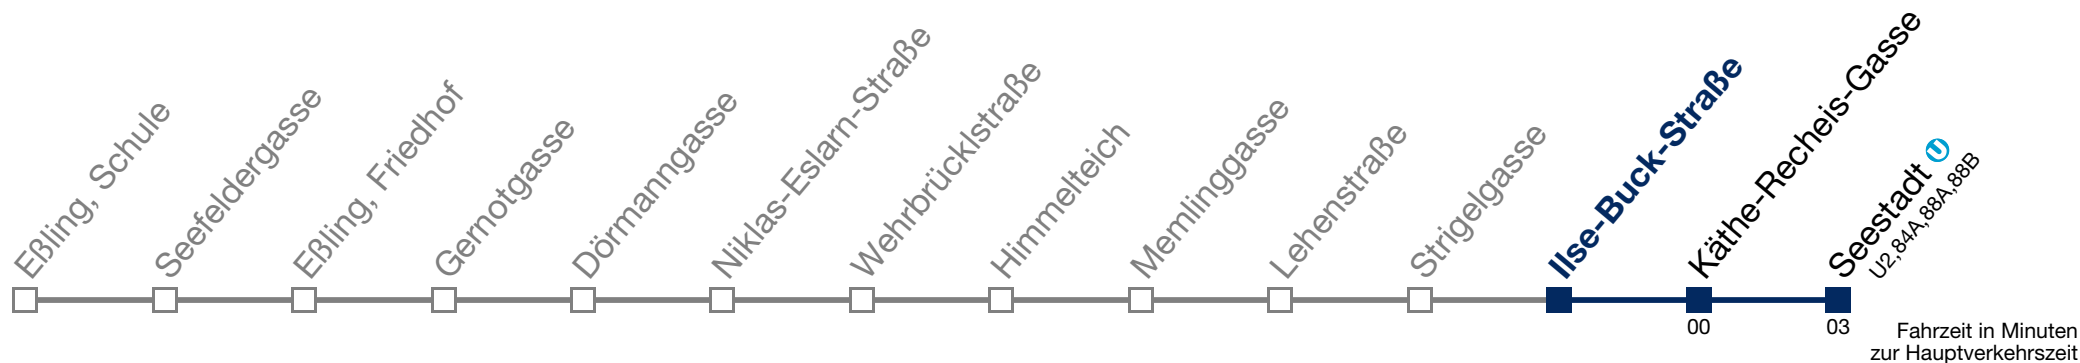 Eßling, Schule
Seefeldergasse
Eßling, Friedhof
Gernotgasse
Dörmanngasse
Niklas-Eslarn-Straße
Wehrbrücklstraße
Himmelteich
Memlinggasse
Lehenstraße
Strigelgasse
Ilse-Buck-Straße
Käthe-Recheis-Gasse
Seestadt U
U2,84A,88A,88B
00
03
Fahrzeit in Minuten
zur Hauptverkehrszeit